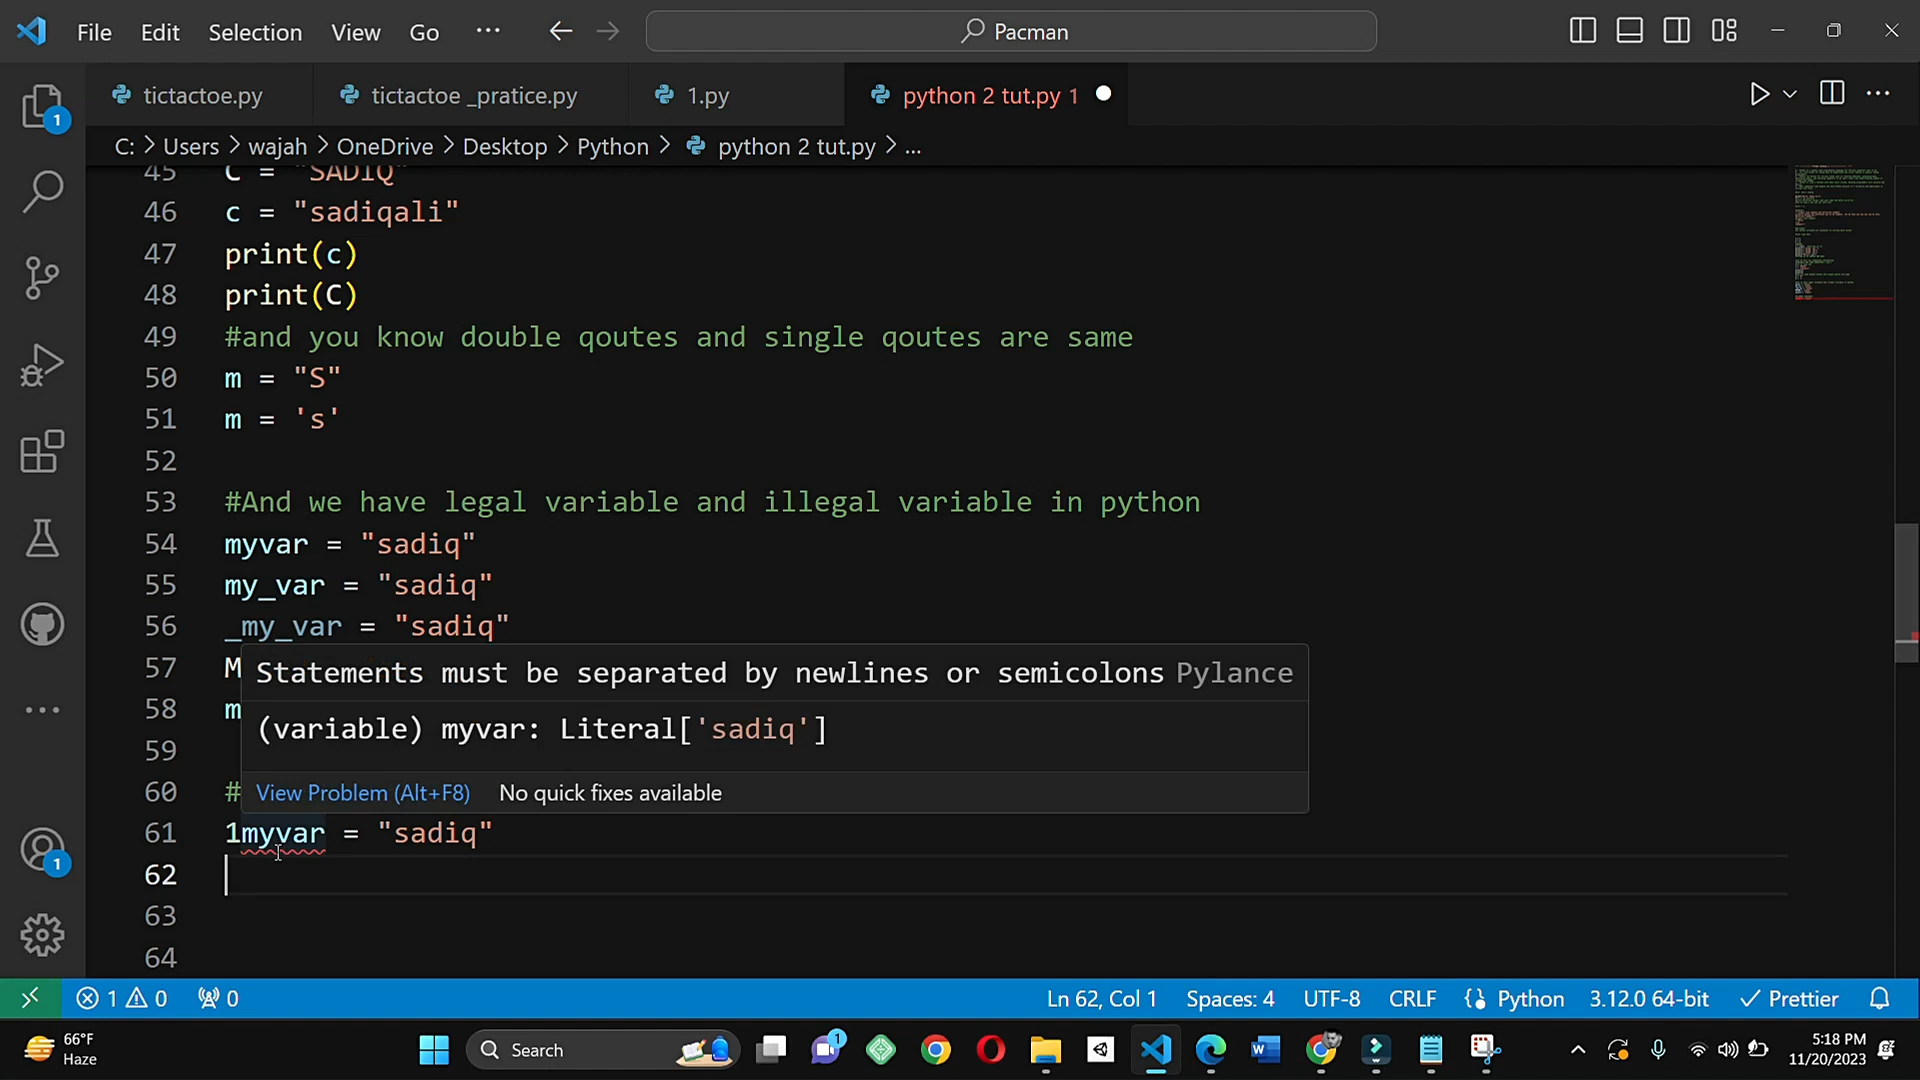 File Edit Selection View Go ... Pacman
tictactoe.py tictactoe _pratice.py 1.py python 2 tut.py 1
C: > Users > wajah > OneDrive > Desktop > Python > python 2 tut.py > ...
1
45 C = "SADIQ"
46 c = "sadiqali"
47 print(c)
48 print(C)
49 #and you know double qoutes and single qoutes are same
50 m = "S"
51 m = 's'
52
53 #And we have legal variable and illegal variable in python
54 myvar = "sadiq"
55 my_var = "sadiq"
56 _my_var = "sadiq"
57 M
Statements must be separated by newlines or semicolons Pylance
58 m
(variable) myvar: Literal['sadiq']
59
60 #
View Problem (Alt+F8) No quick fixes available
61 1myvar = "sadiq"
62
1
63
64
1 0 0 Ln 62, Col 1 Spaces: 4 UTF-8 CRLF Python 3.12.0 64-bit Prettier
66°F
Haze
Search
1
5:18 PM
11/20/2023